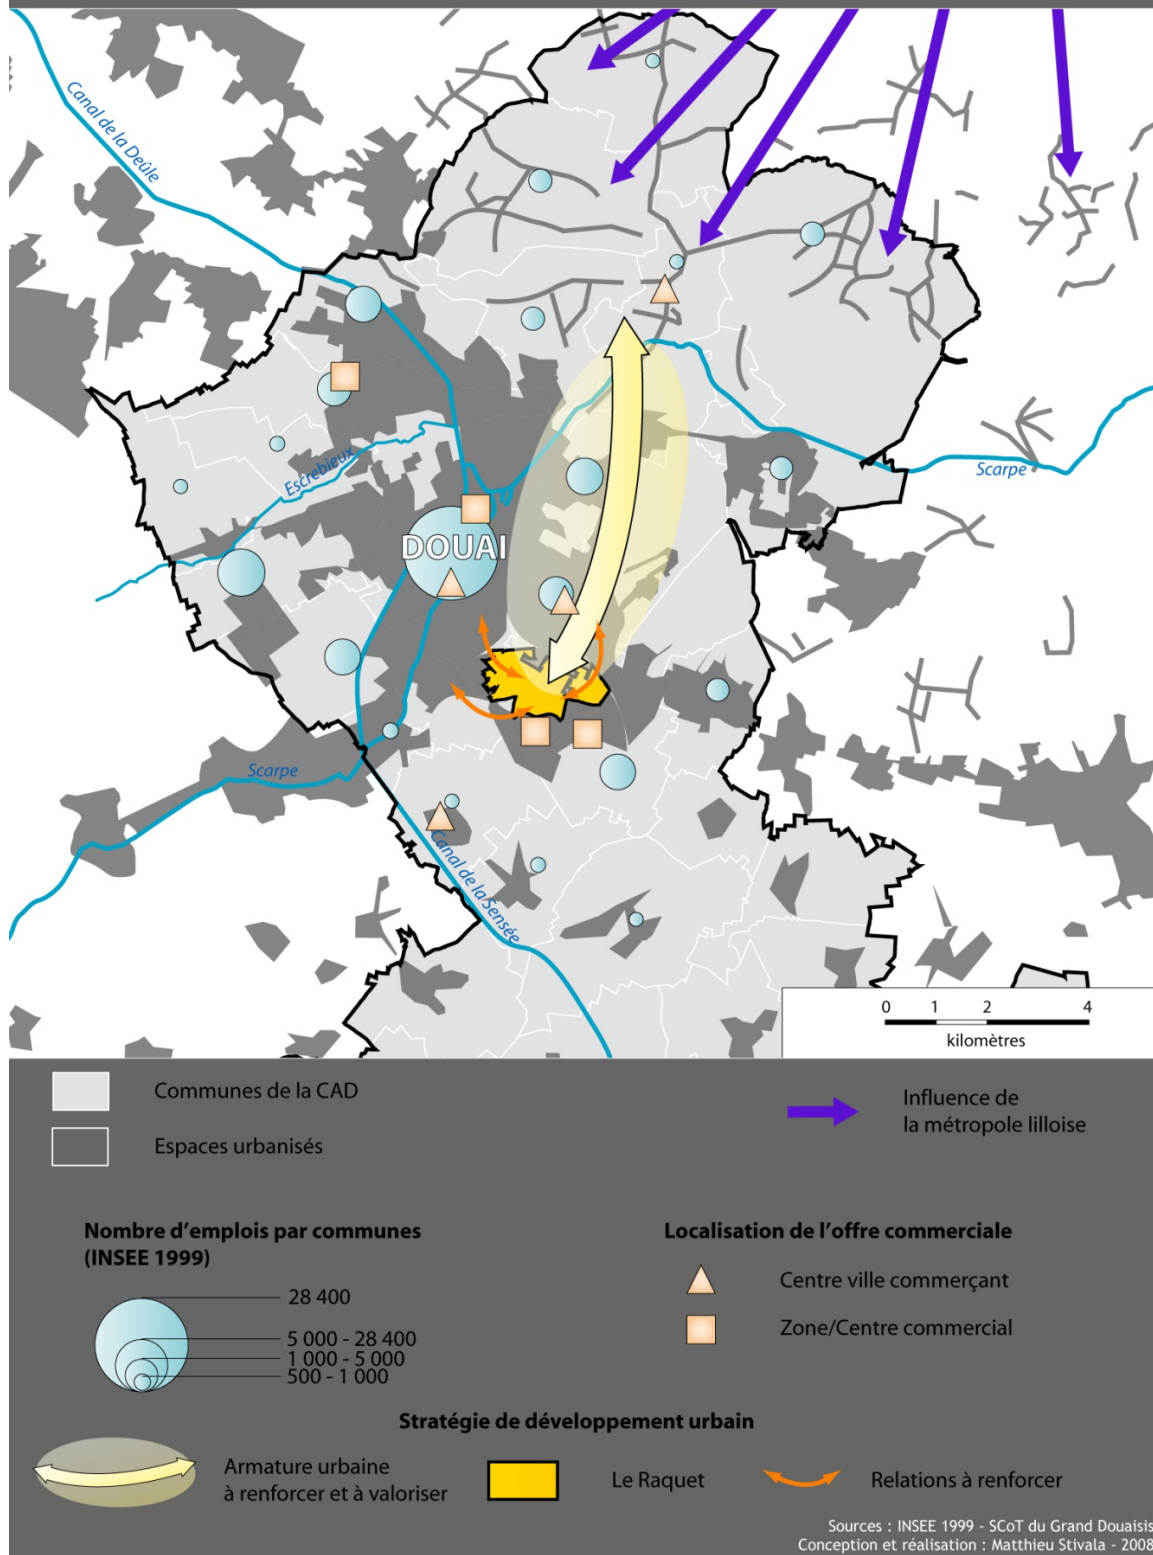 Canal de la Deûle
Escrebieux
Scarpe
DOUAI
Scarpe
Canal de la Sensée
0 1 2 4
kilomètres
Communes de la CAD
Espaces urbanisés
Influence de
la métropole lilloise
Nombre d'emplois par communes
(INSEE 1999)
28 400
5 000 - 28 400
1 000 - 5 000
500 - 1 000
Localisation de l'offre commerciale
Centre ville commerçant
Zone/Centre commercial
Stratégie de développement urbain
Armature urbaine
à renforcer et à valoriser
Le Raquet
Relations à renforcer
Sources : INSEE 1999 - SCoT du Grand Douaisis
Conception et réalisation : Matthieu Stivala - 2008